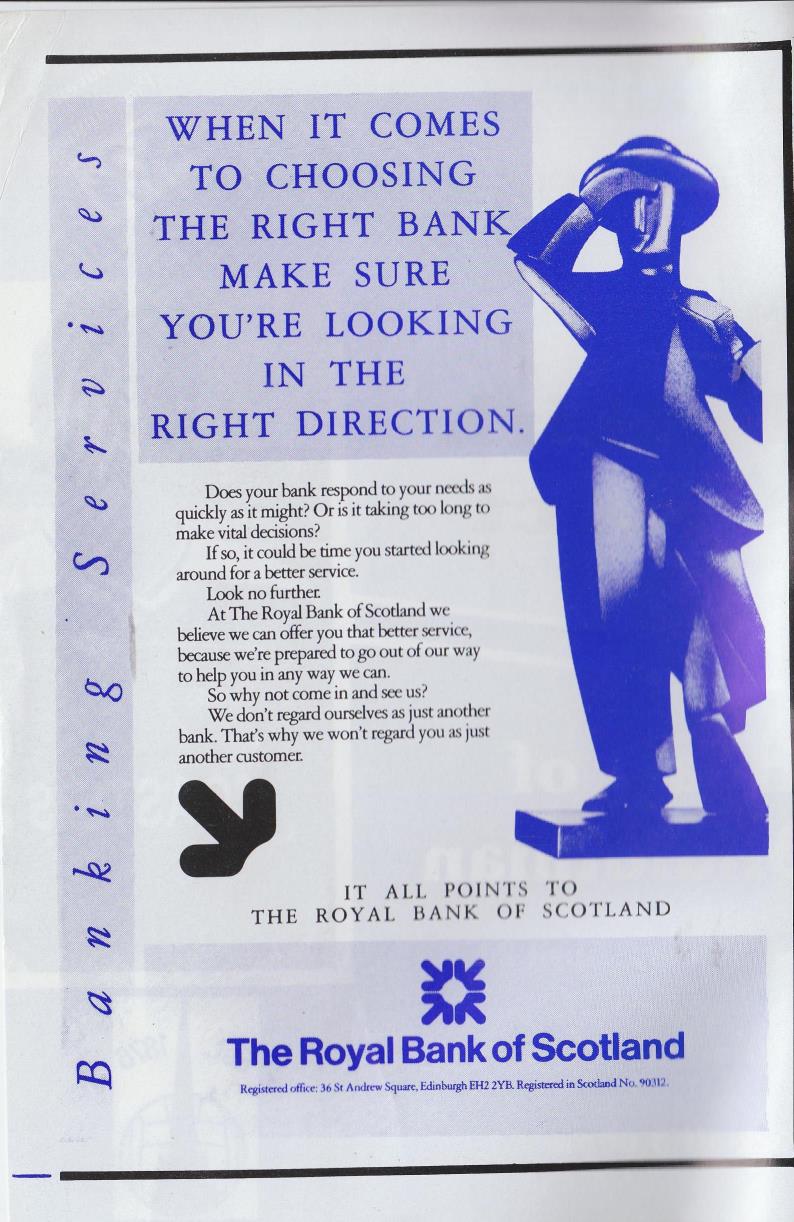 Banking Services
WHEN IT COMES
TO CHOOSING
THE RIGHT BANK
MAKE SURE
YOU'RE LOOKING
IN THE
RIGHT DIRECTION.
Does your bank respond to your needs as
quickly as it might? Or is it taking too long to
make vital decisions?
If so, it could be time you started looking
around for a better service.
Look no further.
At The Royal Bank of Scotland we
believe we can offer you that better service,
because we're prepared to go out of our way
to help you in any way we can.
So why not come in and see us?
We don't regard ourselves as just another
bank. That's why we won't regard you as just
another customer.
IT ALL POINTS TO
THE ROYAL BANK OF SCOTLAND
The Royal Bank of Scotland
Registered office: 36 St Andrew Square, Edinburgh EH2 2YB. Registered in Scotland No. 90312.